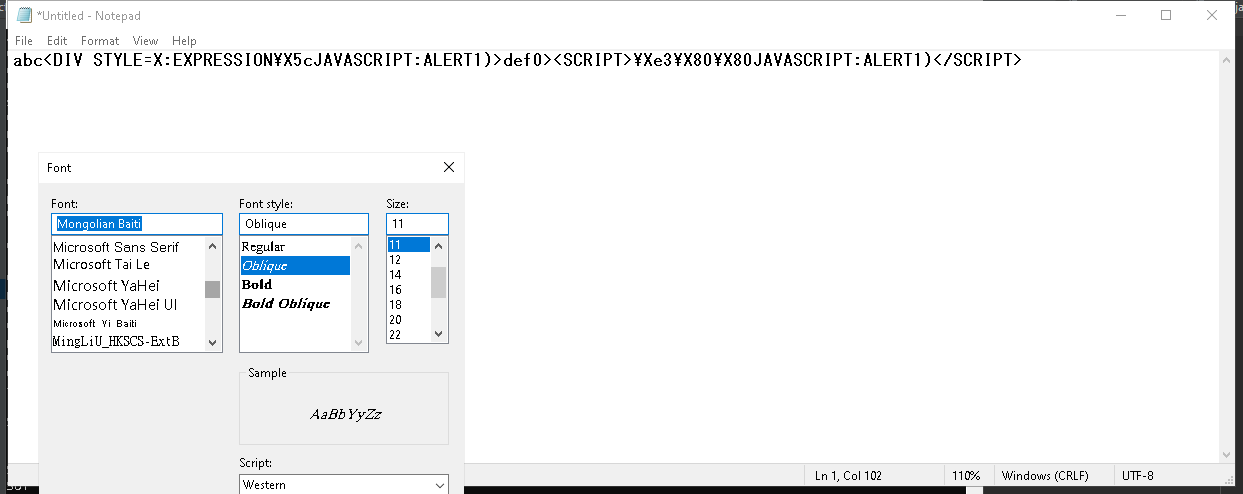 *Untitled - Notepad
File Edit Format View Help
abc<DIV STYLE=X:EXPRESSION¥X5cJAVASCRIPT:ALERT1)>def0><SCRIPT>¥Xe3¥X80¥X80JAVASCRIPT:ALERT1)</SCRIPT>
Font
Font: Font style: Size:
Mongolian Baiti Oblique 11
Microsoft Sans Serif Regular 11
Microsoft Tai Le Oblique 12
Microsoft YaHei Bold 14
Microsoft YaHei UI Bold Oblique 16
Microsoft Yi Baiti 18
MingLiU_HKSCS-ExtB 20
22
Sample
AaBbYyZz
Script:
Western
Ln 1, Col 102 110% Windows (CRLF) UTF-8